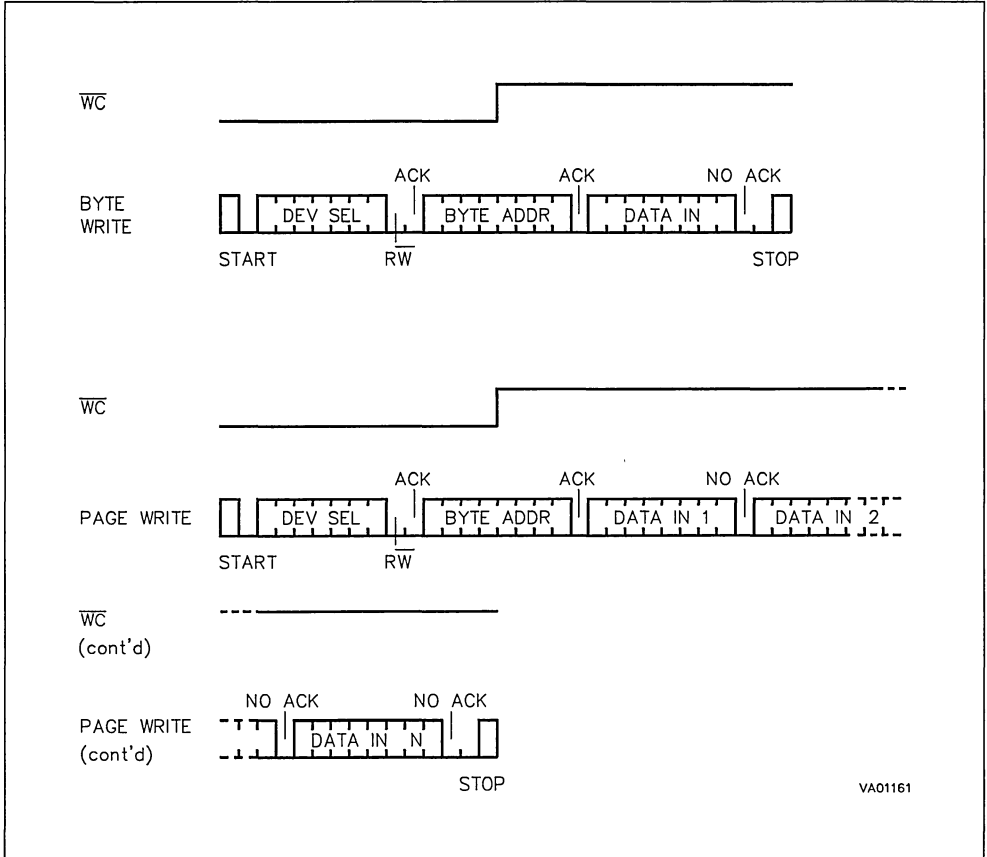 WC
ACK ACK NO ACK
BYTE
WRITE
DEV SEL BYTE ADDR DATA IN
START RW STOP
WC
ACK ACK NO ACK
PAGE WRITE DEV SEL BYTE ADDR DATA IN 1 DATA IN 2
START RW
WC
(cont'd)
NO ACK NO ACK
PAGE WRITE
(cont'd)
DATA IN N
STOP
VA01161